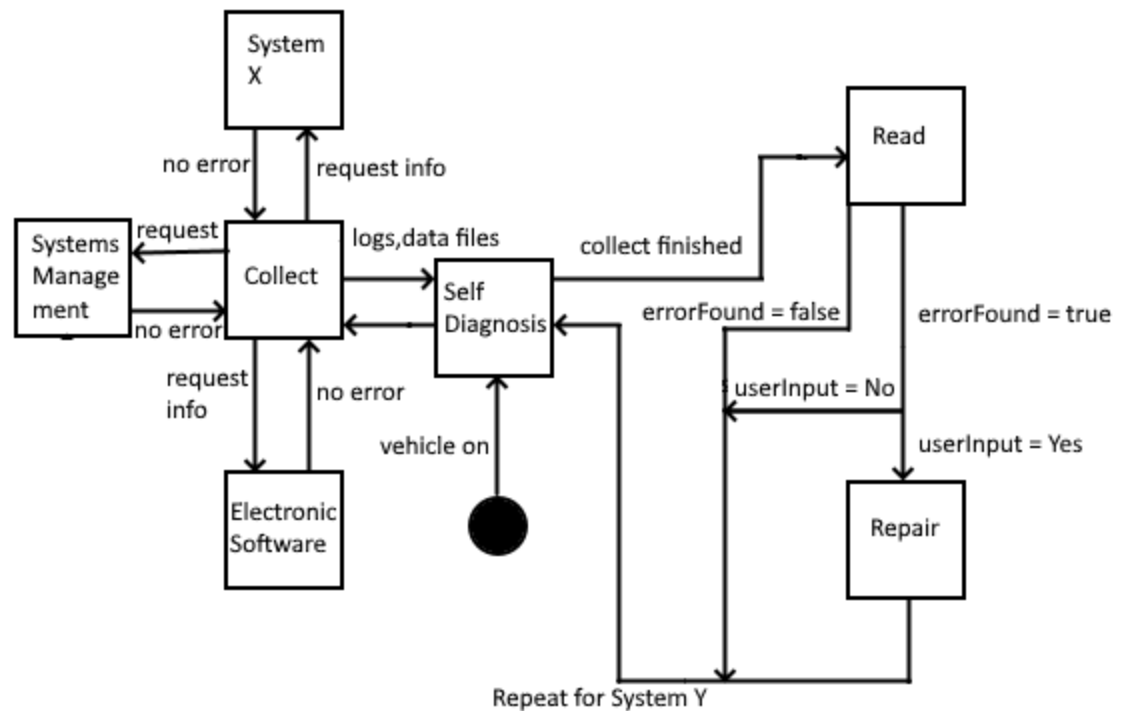 System
X
no error
request info
Read
request
Systems
Manage
ment
Collect
logs,data files
collect finished
Self
Diagnosis
no error
errorFound = false
errorFound = true
request
info
no error
userInput = No
vehicle on
userInput = Yes
Electronic
Software
Repair
Repeat for System Y